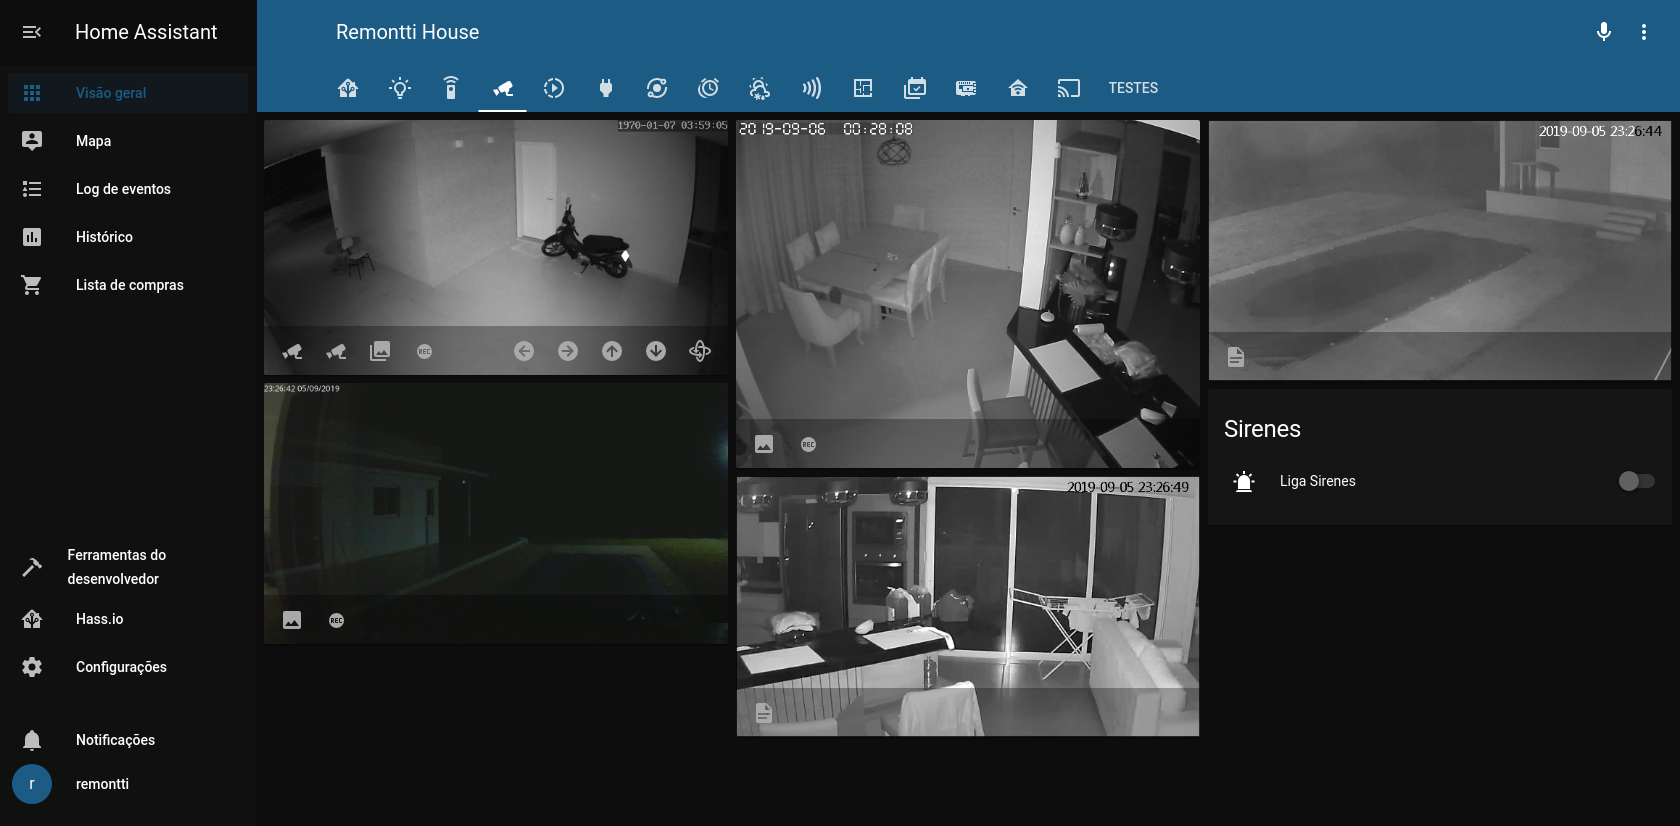 Home Assistant
Remontti House
TESTES
Visão geral
Mapa
Log de eventos
Histórico
Lista de compras
Ferramentas do
desenvolvedor
Hass.io
Configurações
Notificações
r
remontti
1970-01-07 03:59:05
REC
23:26:42 05/09/2019
REC
2019-09-06 00:28:08
REC
2019-09-05 23:26:49
2019-09-05 23:26:44
Sirenes
Liga Sirenes